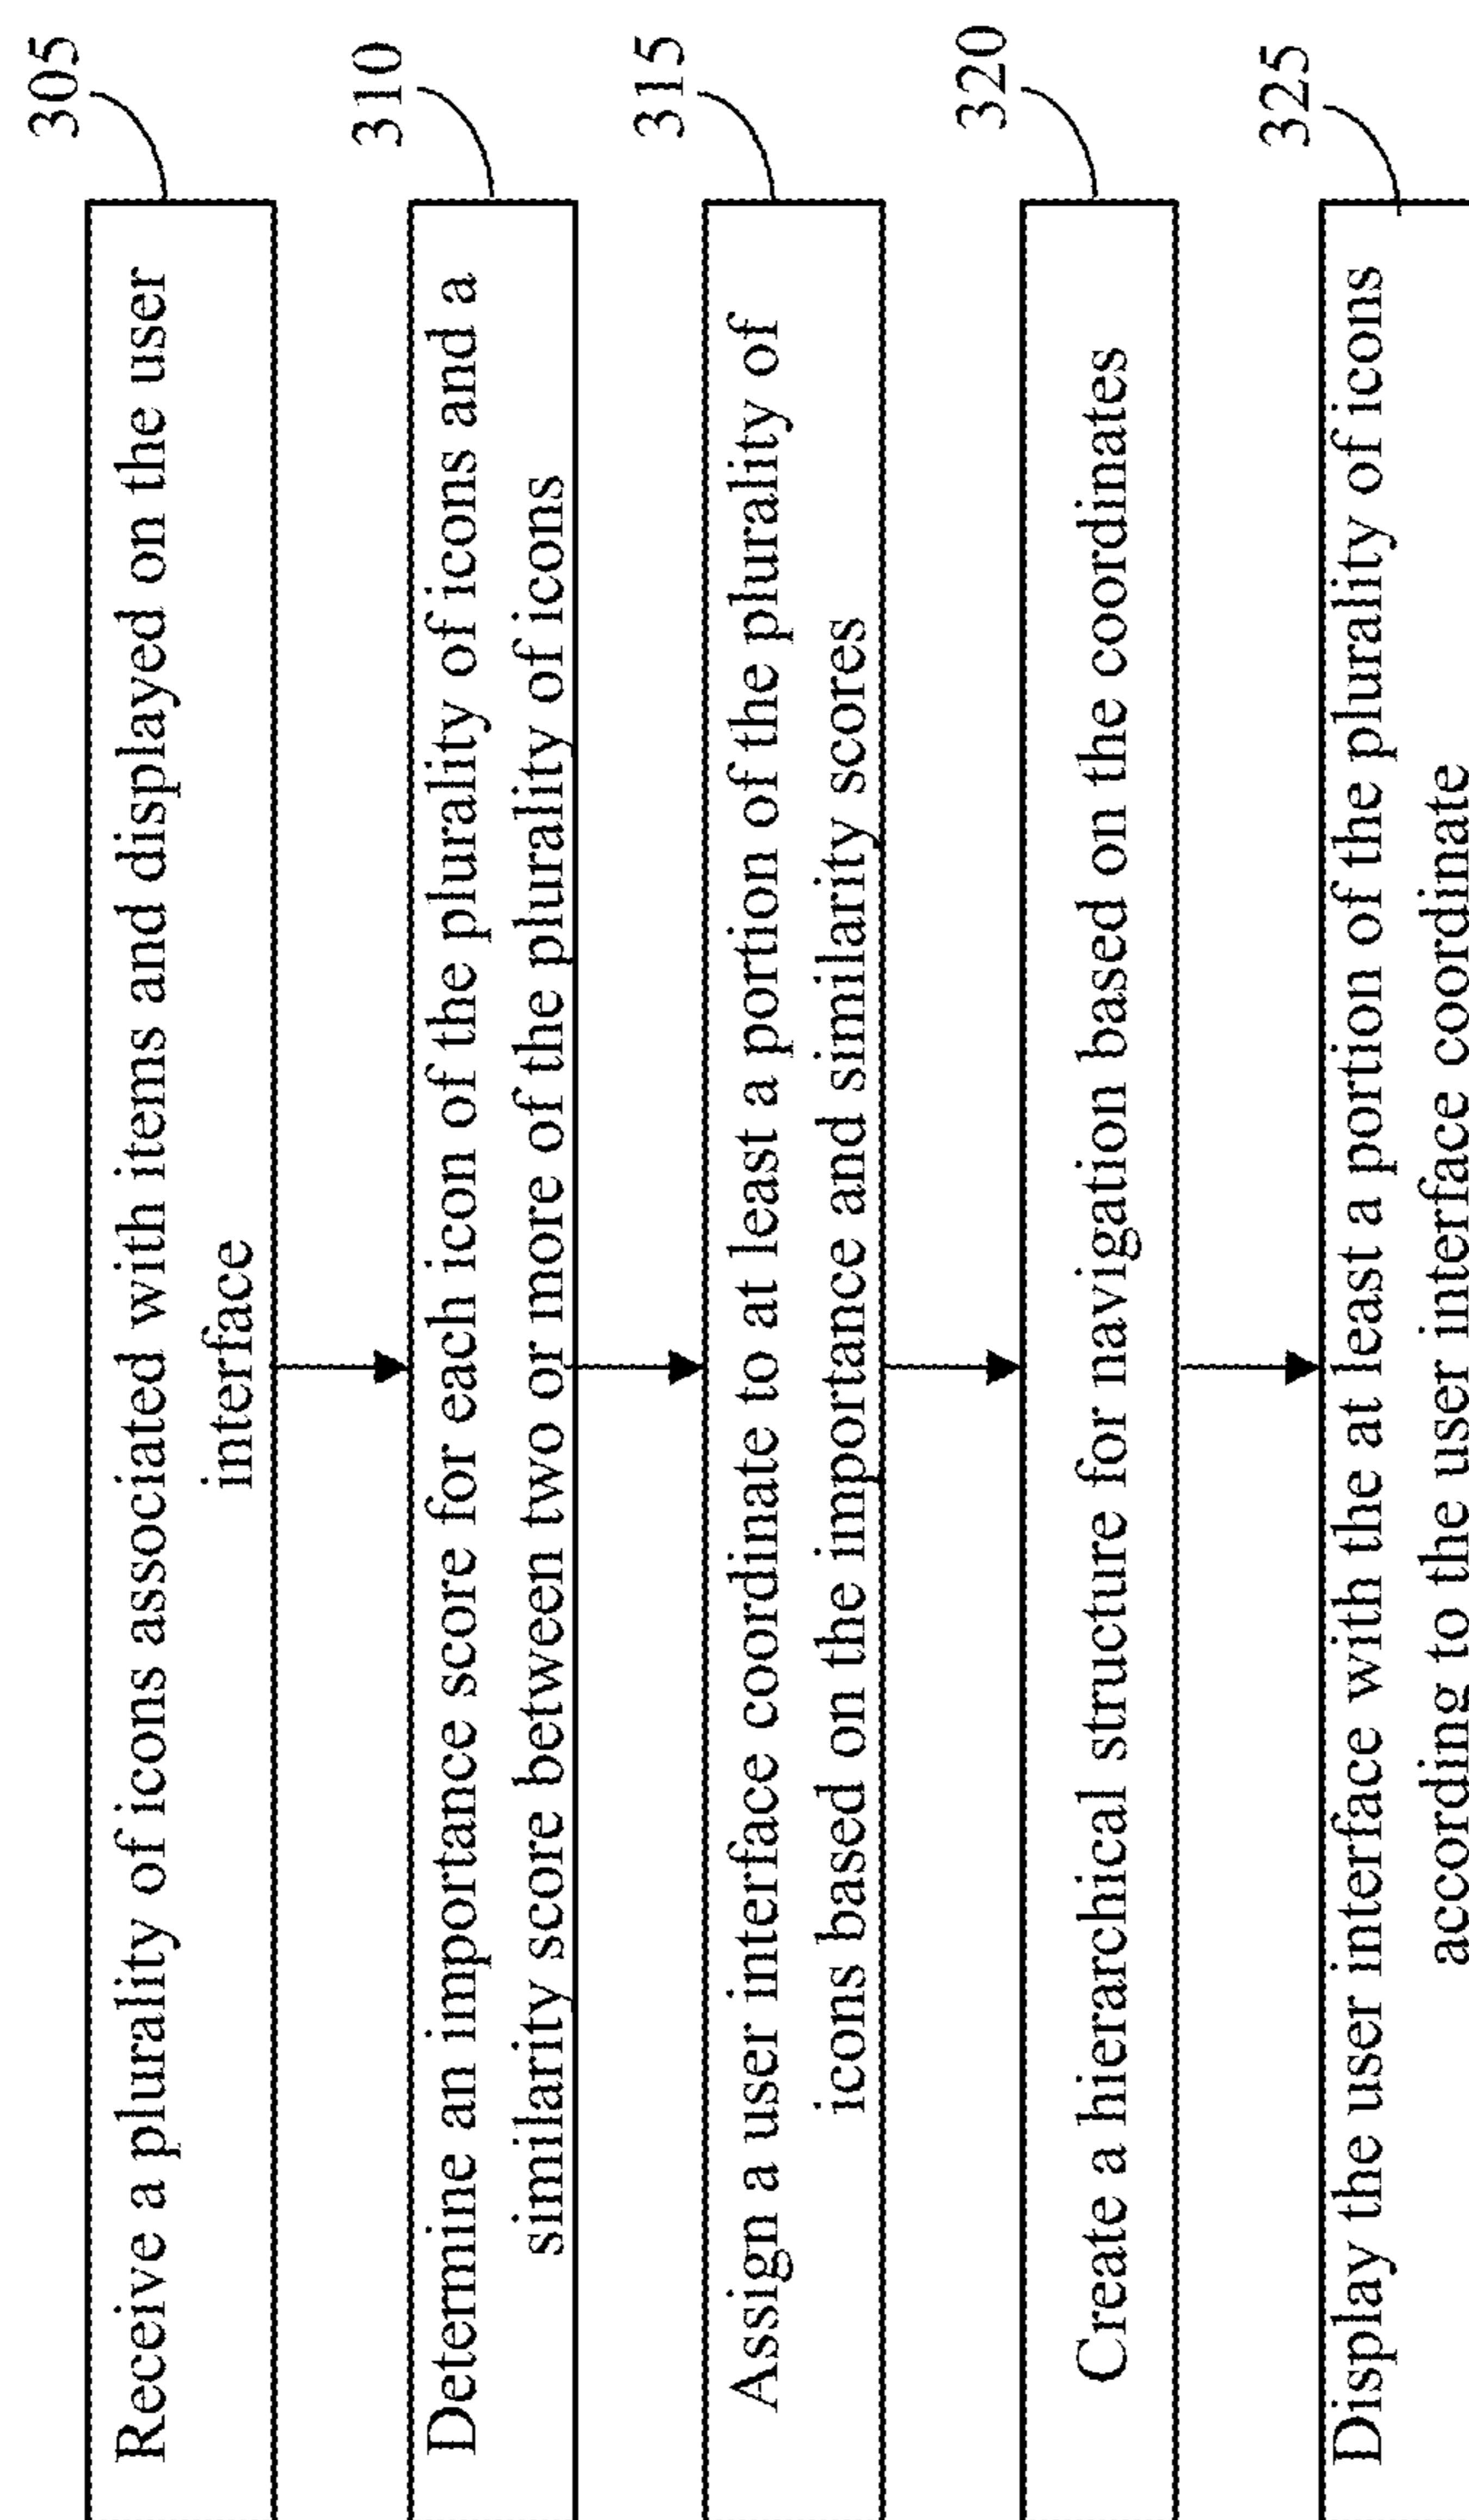 305
Receive a plurality of icons associated with items and displayed on the user
interface
310
Determine an importance score for each icon of the plurality of icons and a
similarity score between two or more of the plurality of icons
315
Assign a user interface coordinate to at least a portion of the plurality of
icons based on the importance and similarity scores
320
Create a hierarchical structure for navigation based on the coordinates
325
Display the user interface with the at least a portion of the plurality of icons
according to the user interface coordinate